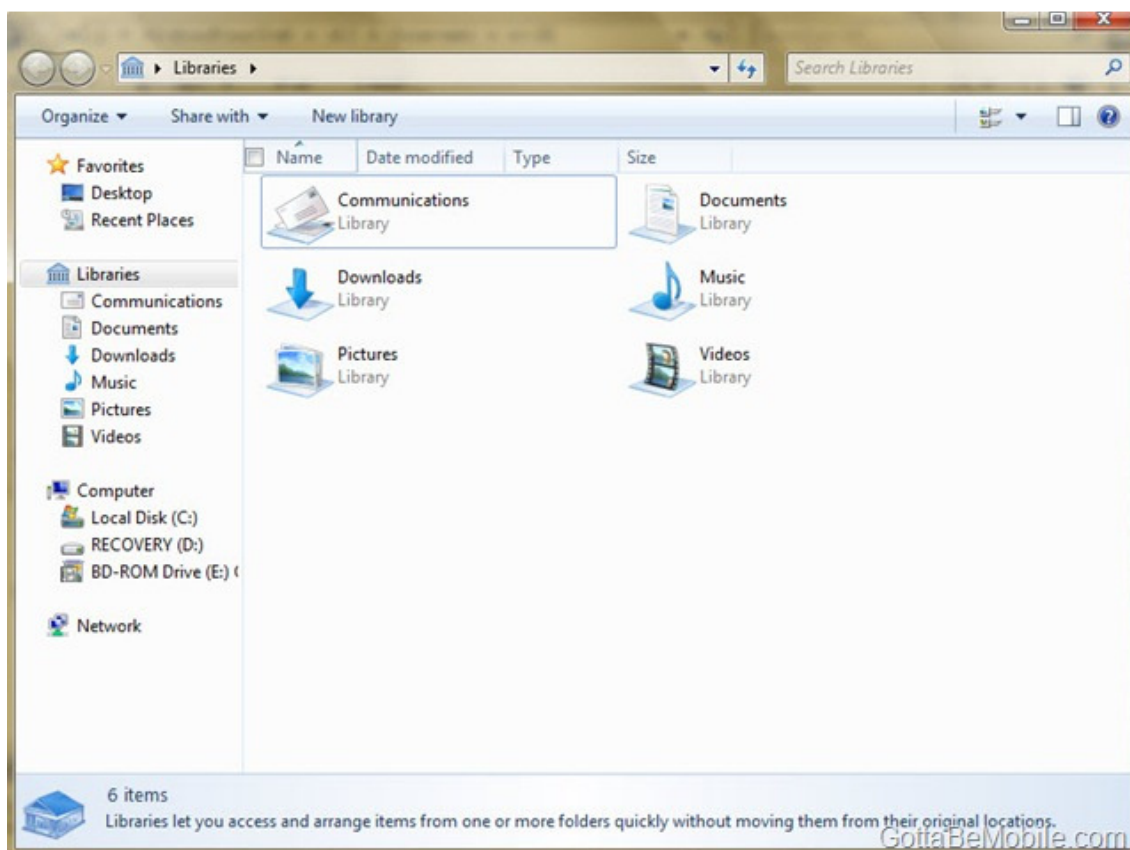 Libraries
Search Libraries
Organize
Share with
New library
Favorites
Desktop
Recent Places
Libraries
Communications
Documents
Downloads
Music
Pictures
Videos
Computer
Local Disk (C:)
RECOVERY (D:)
BD-ROM Drive (E:)
Network
Name Date modified Type Size
Communications
Library
Documents
Library
Downloads
Library
Music
Library
Pictures
Library
Videos
Library
6 items
Libraries let you access and arrange items from one or more folders quickly without moving them from their original locations.
GottaBeMobile.com